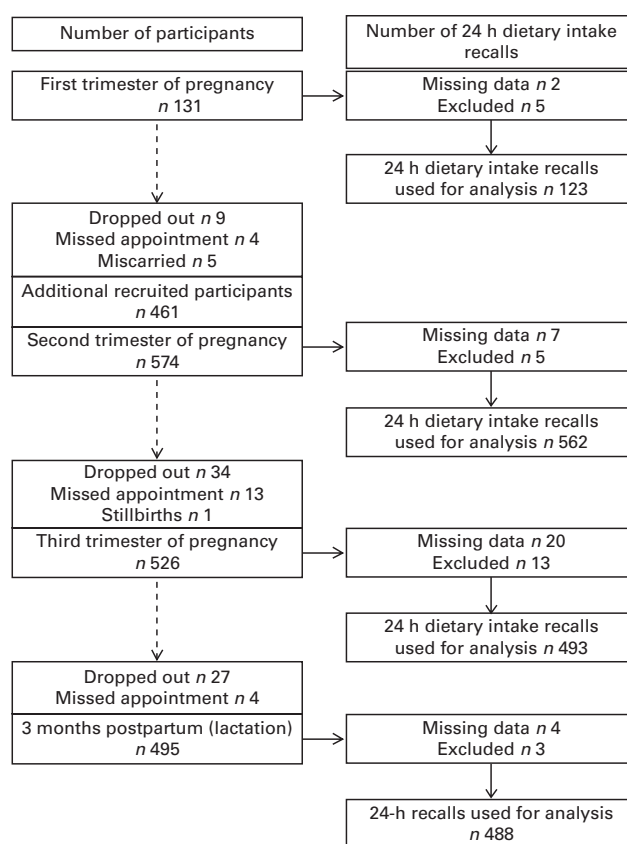 Number of participants
Number of 24 h dietary intake
recalls
First trimester of pregnancy
n 131
Missing data n 2
Excluded n 5
24 h dietary intake recalls
used for analysis n 123
Dropped out n 9
Missed appointment n 4
Miscarried n 5
Additional recruited participants
n 461
Second trimester of pregnancy
n 574
Missing data n 7
Excluded n 5
24 h dietary intake recalls
used for analysis n 562
Dropped out n 34
Missed appointment n 13
Stillbirths n 1
Third trimester of pregnancy
n 526
Missing data n 20
Excluded n 13
24 h dietary intake recalls
used for analysis n 493
Dropped out n 27
Missed appointment n 4
3 months postpartum (lactation)
n 495
Missing data n 4
Excluded n 3
24-h recalls used for analysis
n 488